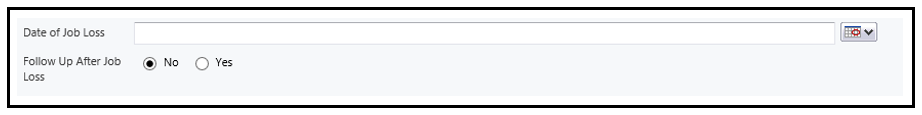 Date of Job Loss
Follow Up After Job
Loss
No Yes